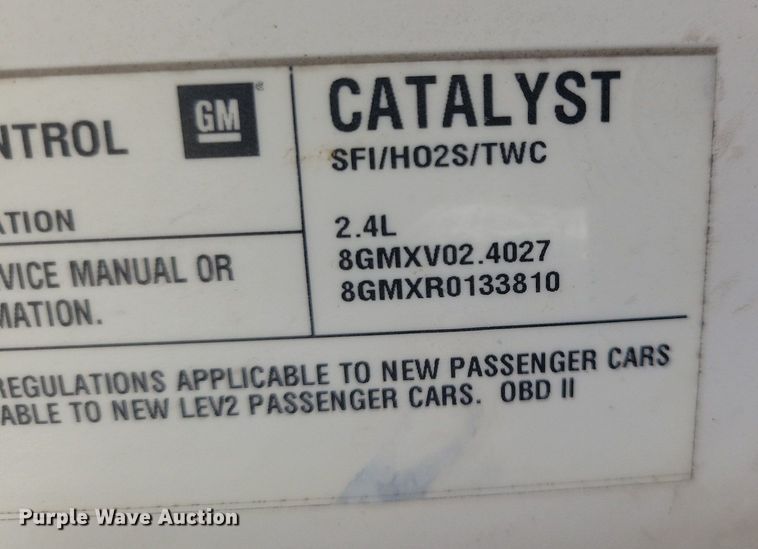 NTROL
GM
ATION
VICE MANUAL OR
MATION.
CATALYST
SFI/HO2S/TWC
2.4L
8GMXV02.4027
8GMXR0133810
REGULATIONS APPLICABLE TO NEW PASSENGER CARS
ABLE TO NEW LEV2 PASSENGER CARS. OBD II
Purple Wave Auction